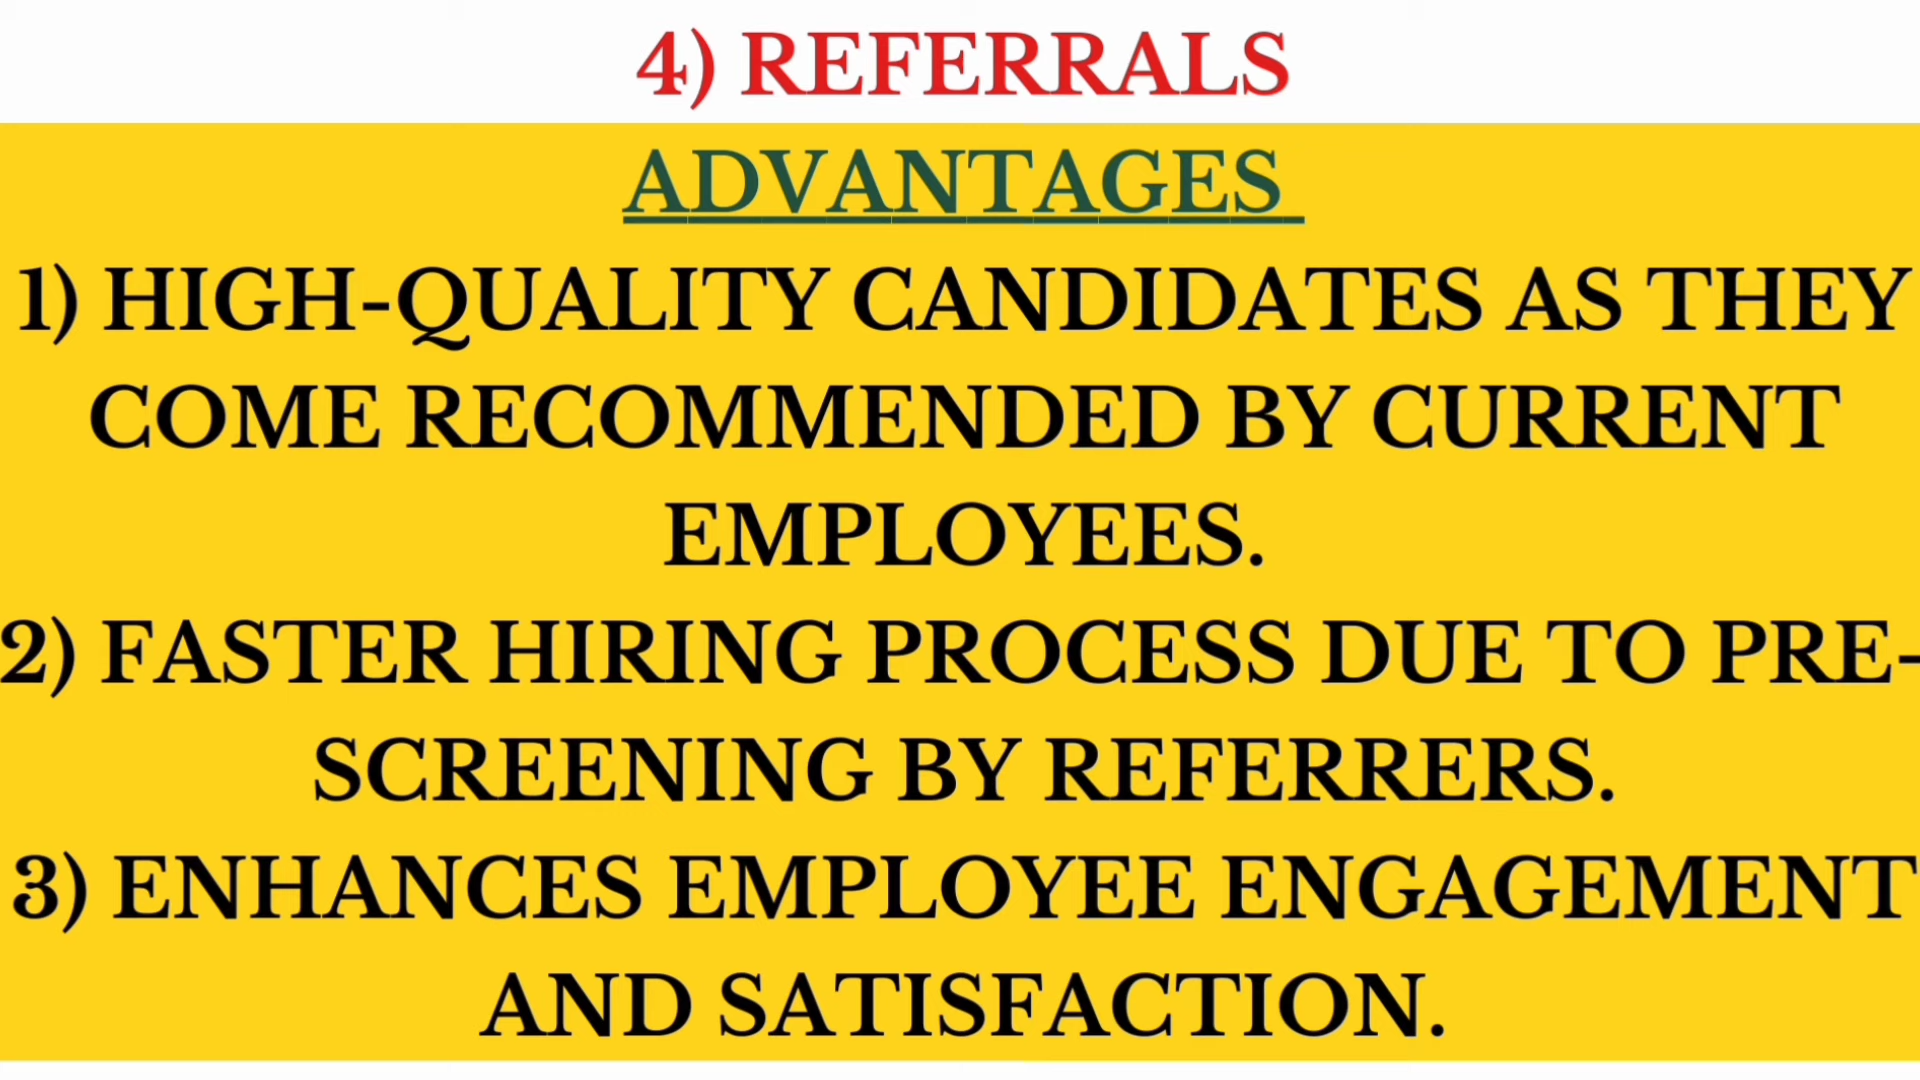 4) REFERRALS
ADVANTAGES
1) HIGH-QUALITY CANDIDATES AS THEY
COME RECOMMENDED BY CURRENT
EMPLOYEES.
2) FASTER HIRING PROCESS DUE TO PRE-
SCREENING BY REFERRERS.
3) ENHANCES EMPLOYEE ENGAGEMENT
AND SATISFACTION.